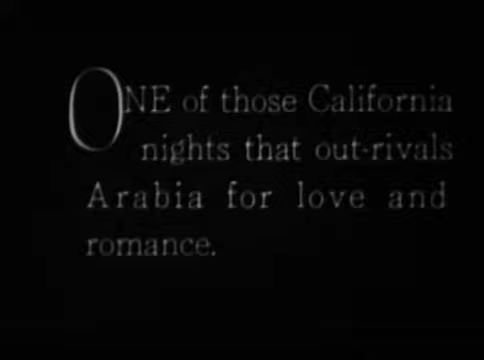 ONE of those California
nights that out-rivals
Arabia for love and
romance.